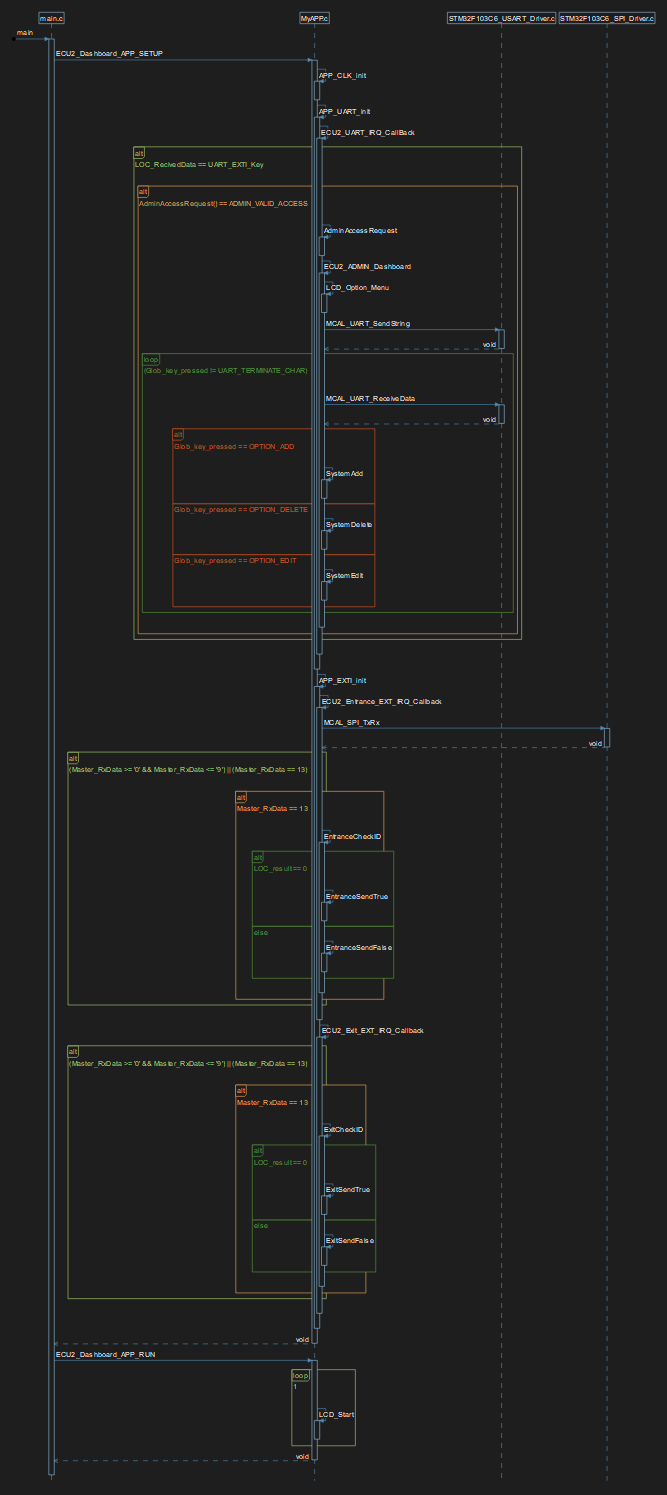 main.c
MyAPP.c
STM32F103C6_USART_Driver.c
STM32F103C6_SPI_Driver.c
main
ECU2_Dashboard_APP_SETUP
APP_CLK_init
APP_UART_init
ECU2_UART_IRQ_CallBack
alt
LOC_RecivedData == UART_EXTI_Key
alt
AdminAccessRequest() == ADMIN_VALID_ACCESS
AdminAccessRequest
ECU2_ADMIN_Dashboard
LCD_Option_Menu
MCAL_UART_SendString
void
loop
(Glob_key_pressed != UART_TERMINATE_CHAR)
MCAL_UART_ReceiveData
void
alt
Glob_key_pressed == OPTION_ADD
SystemAdd
Glob_key_pressed == OPTION_DELETE
SystemDelete
Glob_key_pressed == OPTION_EDIT
SystemEdit
APP_EXTI_init
ECU2_Entrance_EXT_IRQ_Callback
MCAL_SPI_TxRx
void
alt
(Master_RxData >= '0' && Master_RxData <= '9') || (Master_RxData == 13)
alt
Master_RxData == 13
EntranceCheckID
alt
LOC_result == 0
EntranceSendTrue
else
EntranceSendFalse
ECU2_Exit_EXT_IRQ_Callback
alt
(Master_RxData >= '0' && Master_RxData <= '9') || (Master_RxData == 13)
alt
Master_RxData == 13
ExitCheckID
alt
LOC_result == 0
ExitSendTrue
else
ExitSendFalse
void
ECU2_Dashboard_APP_RUN
loop
1
LCD_Start
void